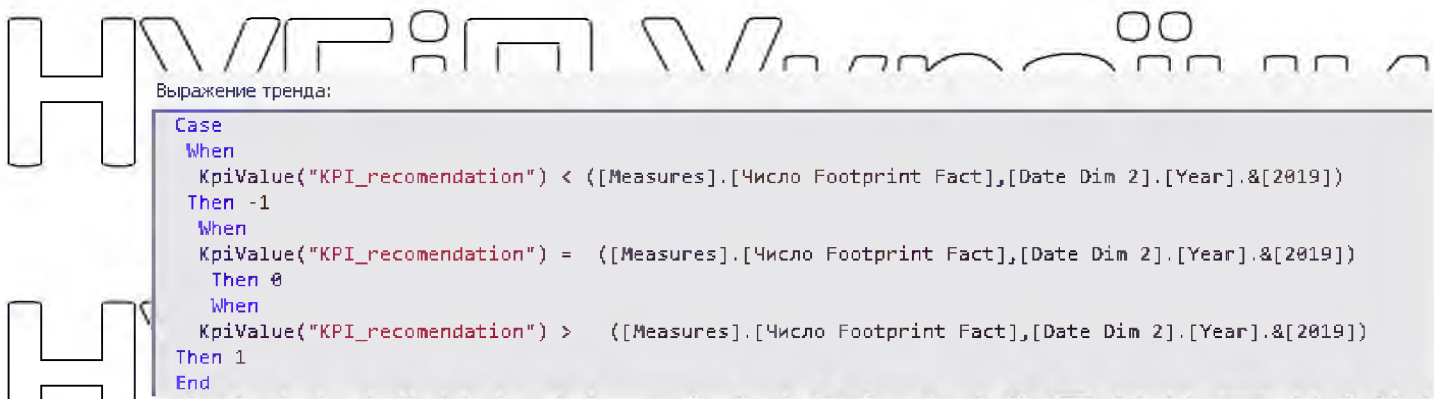 Выражение тренда:
Case
When
KpiValue("KPI_recomendation") < ([Measures].[Число Footprint Fact],[Date Dim 2].[Year].&[2019])
Then -1
When
KpiValue("KPI_recomendation") = ([Measures].[Число Footprint Fact],[Date Dim 2].[Year].&[2019])
Then 0
When
KpiValue("KPI_recomendation") > ([Measures].[Число Footprint Fact],[Date Dim 2].[Year].&[2019])
Then 1
End